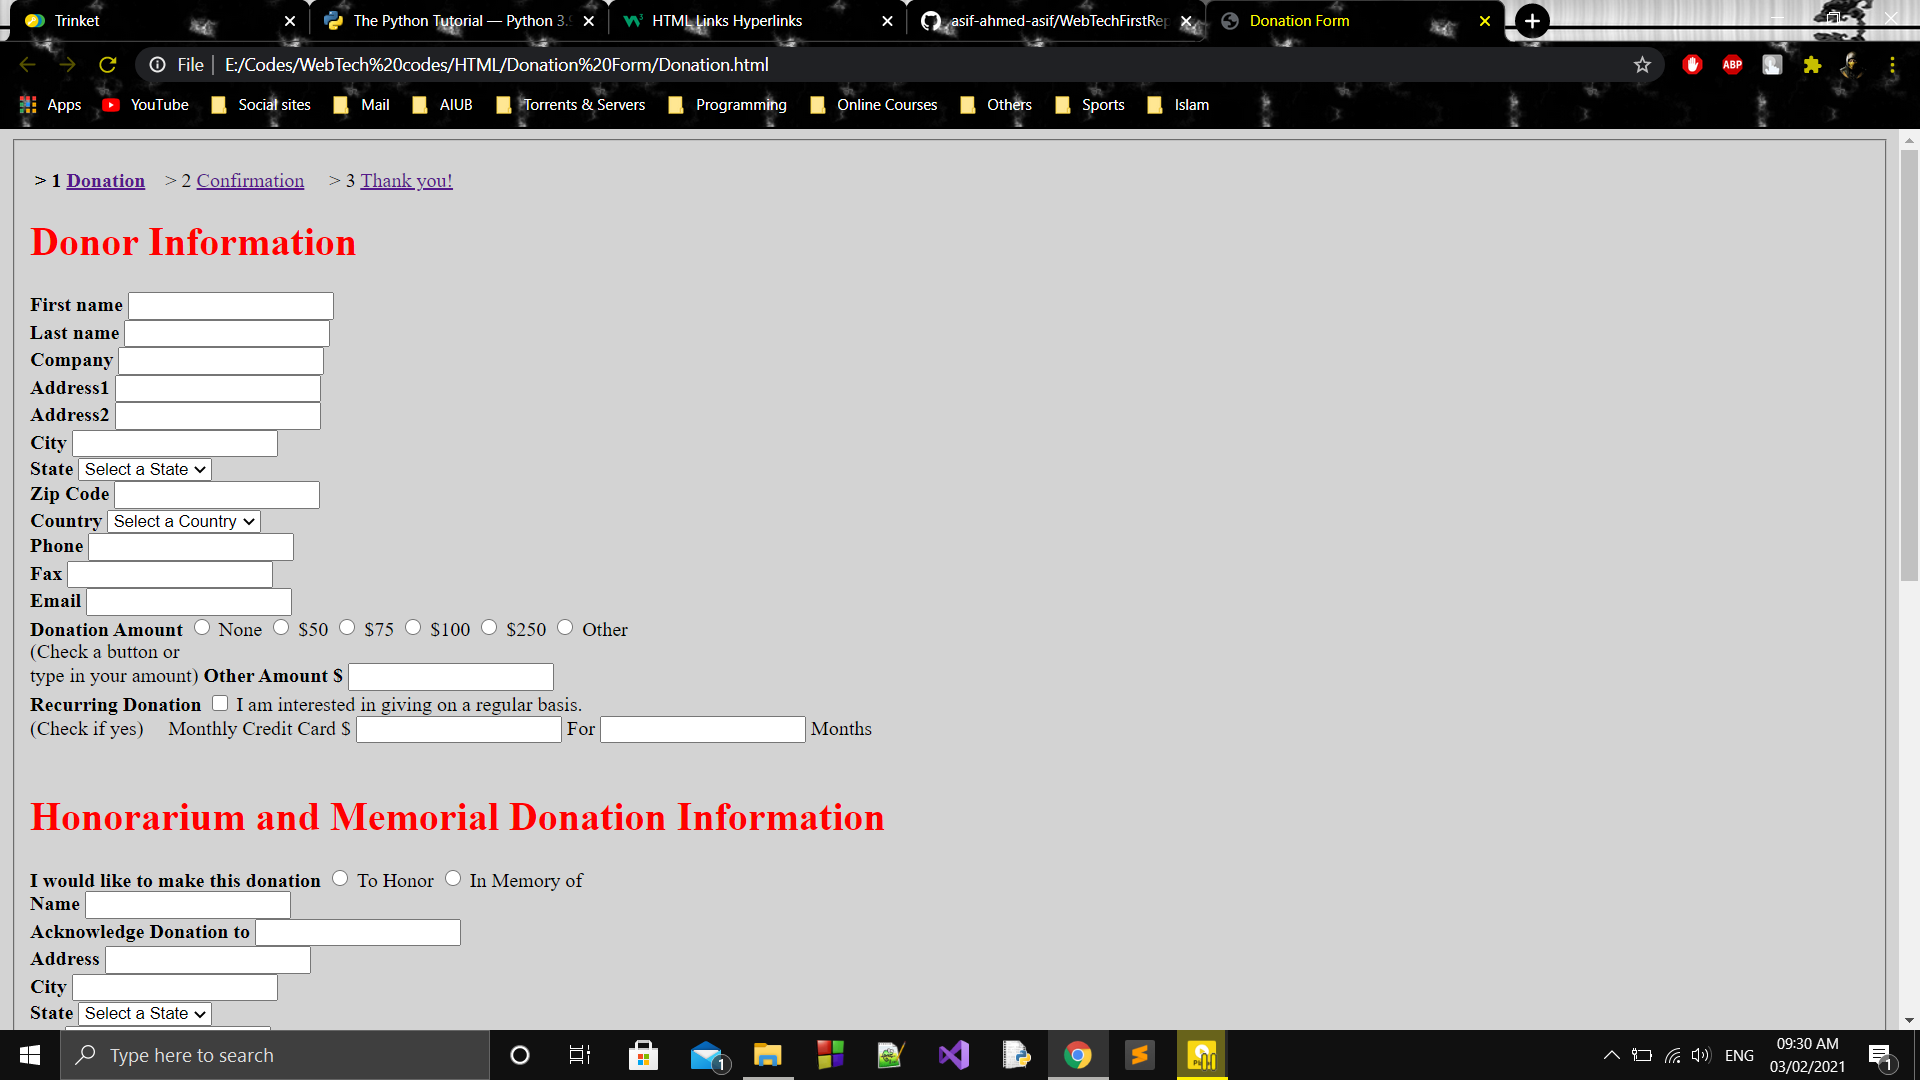 Trinket
The Python Tutorial — Python 3.9
HTML Links Hyperlinks
asif-ahmed-asif/WebTechFirstRep
Donation Form
File
E:/Codes/WebTech%20codes/HTML/Donation%20Form/Donation.html
ABP
Apps YouTube Social sites Mail AIUB Torrents & Servers Programming Online Courses Others Sports Islam
> 1 Donation > 2 Confirmation > 3 Thank you!
Donor Information
First name
Last name
Company
Address1
Address2
City
State Select a State
Zip Code
Country Select a Country
Phone
Fax
Email
Donation Amount None $50 $75 $100 $250 Other
(Check a button or
type in your amount) Other Amount $
Recurring Donation I am interested in giving on a regular basis.
(Check if yes) Monthly Credit Card $ For Months
Honorarium and Memorial Donation Information
I would like to make this donation To Honor In Memory of
Name
Acknowledge Donation to
Address
City
State Select a State
Type here to search
1
ENG
09:30 AM
03/02/2021
1